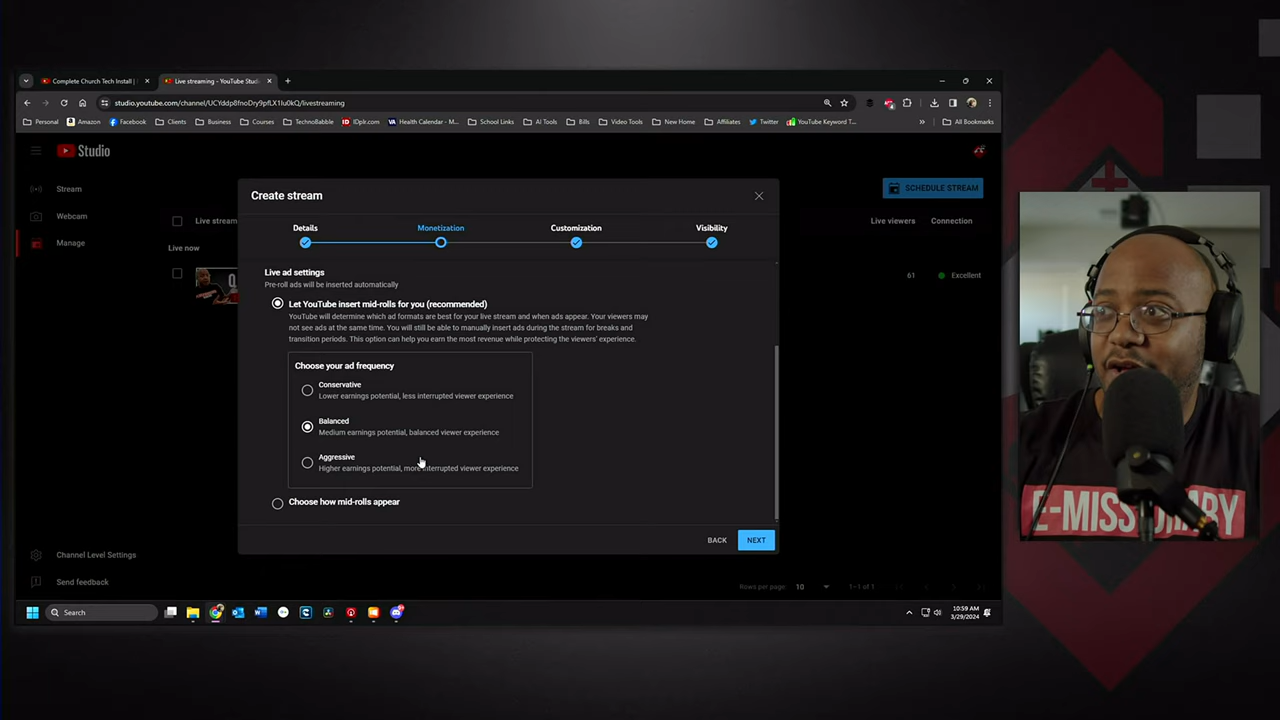 Complete Church Tech Install |
Live streaming - YouTube Studi
studio.youtube.com/channel/UCYddp8fnoDry9pfLX1Iu0kQ/livestreaming
Personal
Amazon
Facebook
Clients
Business
Courses
TechnoBabble
IDplr.com
Health Calendar - M...
School Links
AI Tools
Bills
Video Tools
New Home
Affiliates
Twitter
YouTube Keyword T...
All Bookmarks
Studio
Stream
Webcam
Manage
SCHEDULE STREAM
Live stream
Live viewers
Connection
Live now
61
Excellent
Create stream
Details
Monetization
Customization
Visibility
Live ad settings
Pre-roll ads will be inserted automatically
Let YouTube insert mid-rolls for you (recommended)
YouTube will determine which ad formats are best for your live stream and when ads appear. Your viewers may
not see ads at the same time. You will still be able to manually insert ads during the stream for breaks and
transition periods. This option can help you earn the most revenue while protecting the viewers' experience.
Choose your ad frequency
Conservative
Lower earnings potential, less interrupted viewer experience
Balanced
Medium earnings potential, balanced viewer experience
Aggressive
Higher earnings potential, more interrupted viewer experience
Choose how mid-rolls appear
BACK
NEXT
Channel Level Settings
Send feedback
Rows per page:
10
1–1 of 1
Search
10:59 AM
3/29/2024
E-MISSIONARY